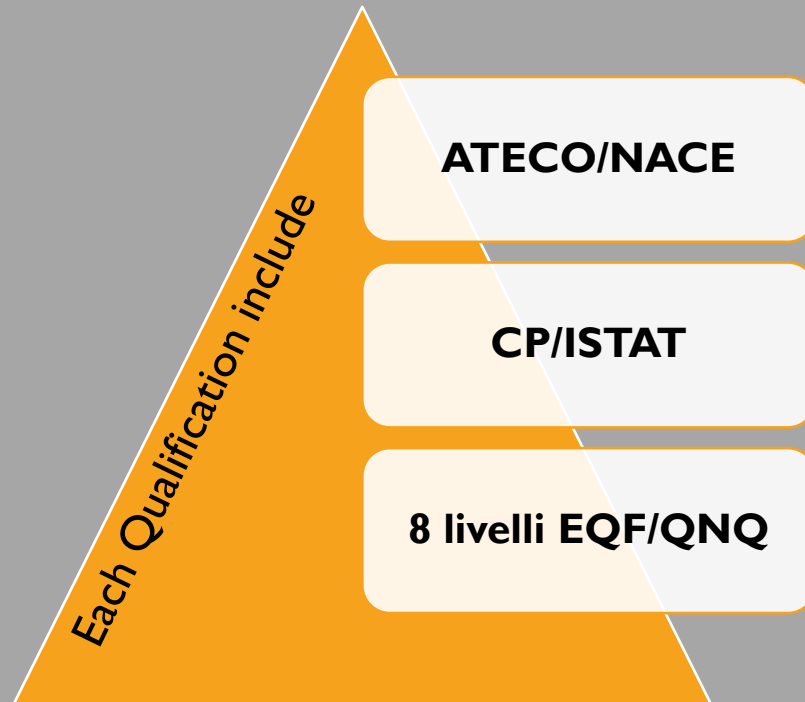 Each Qualification include
ATECO/NACE
CP/ISTAT
8 livelli EQF/QNQ